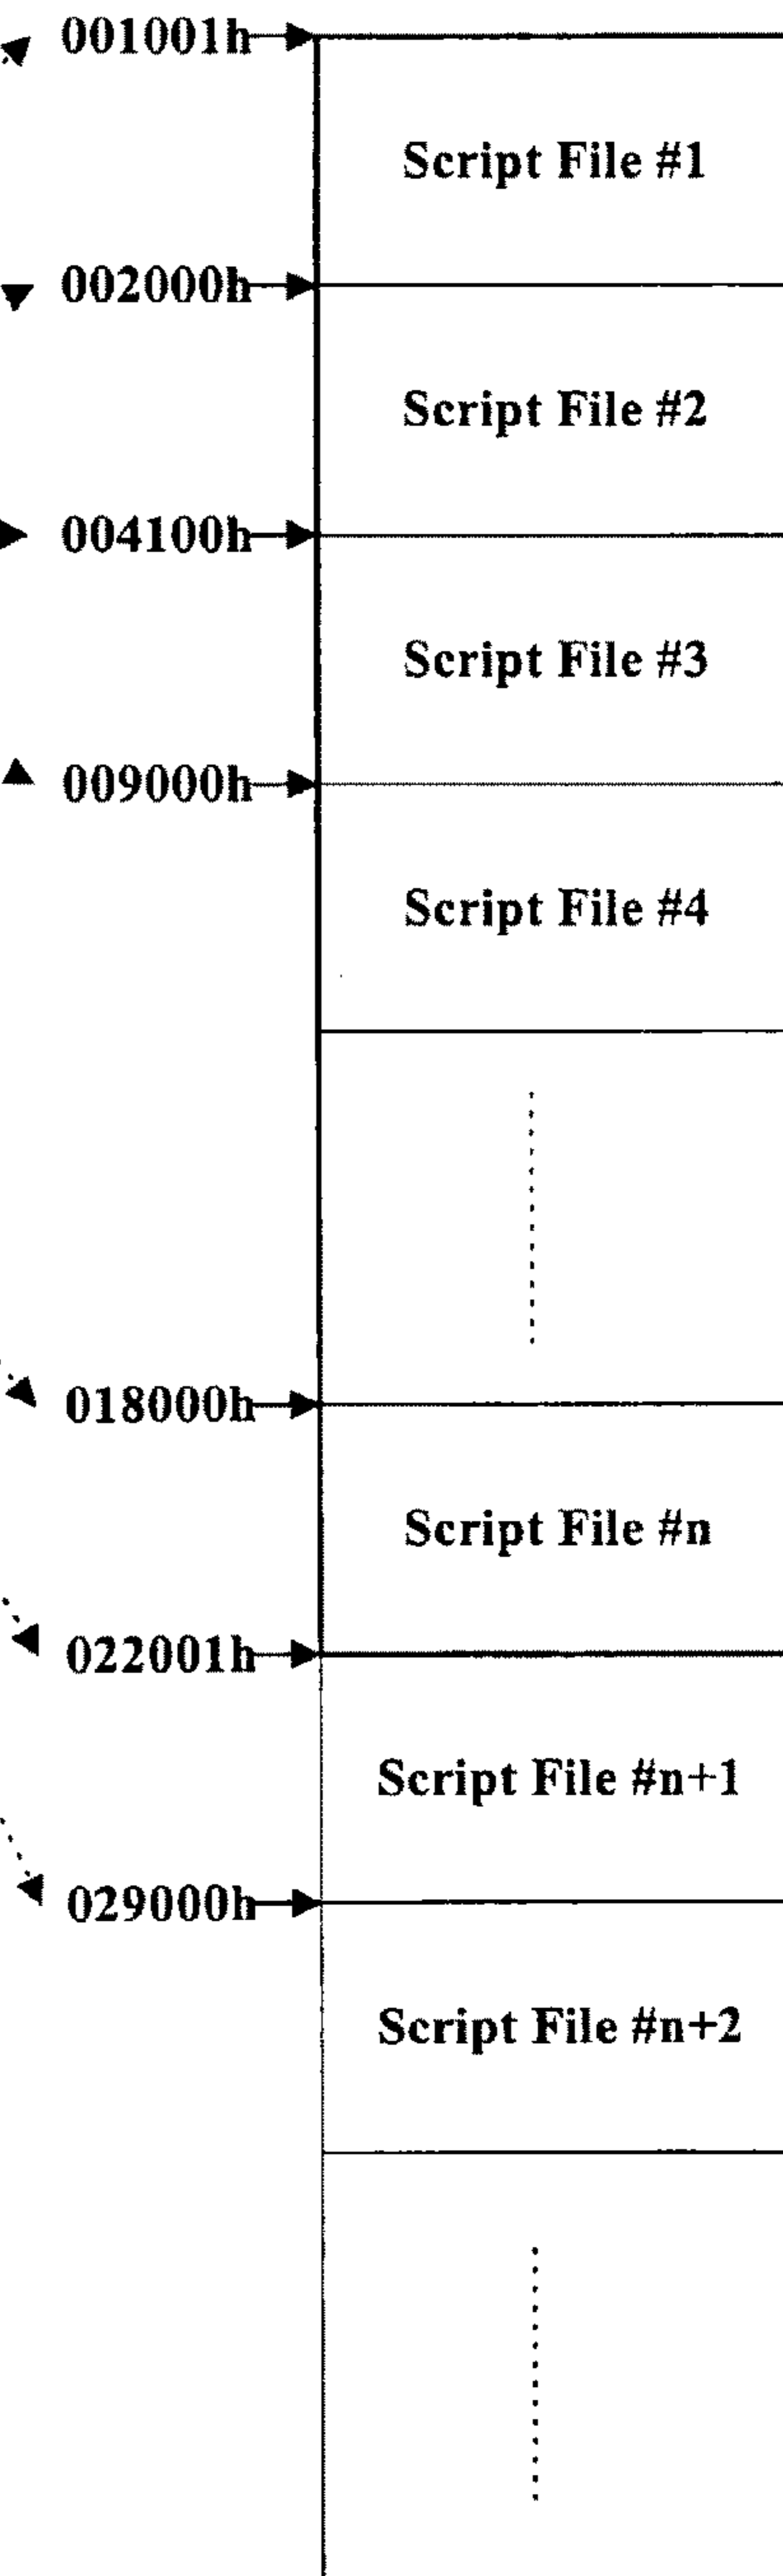 001001h
Script File #1
002000h
Script File #2
004100h
Script File #3
009000h
Script File #4
018000h
Script File #n
022001h
Script File #n+1
029000h
Script File #n+2